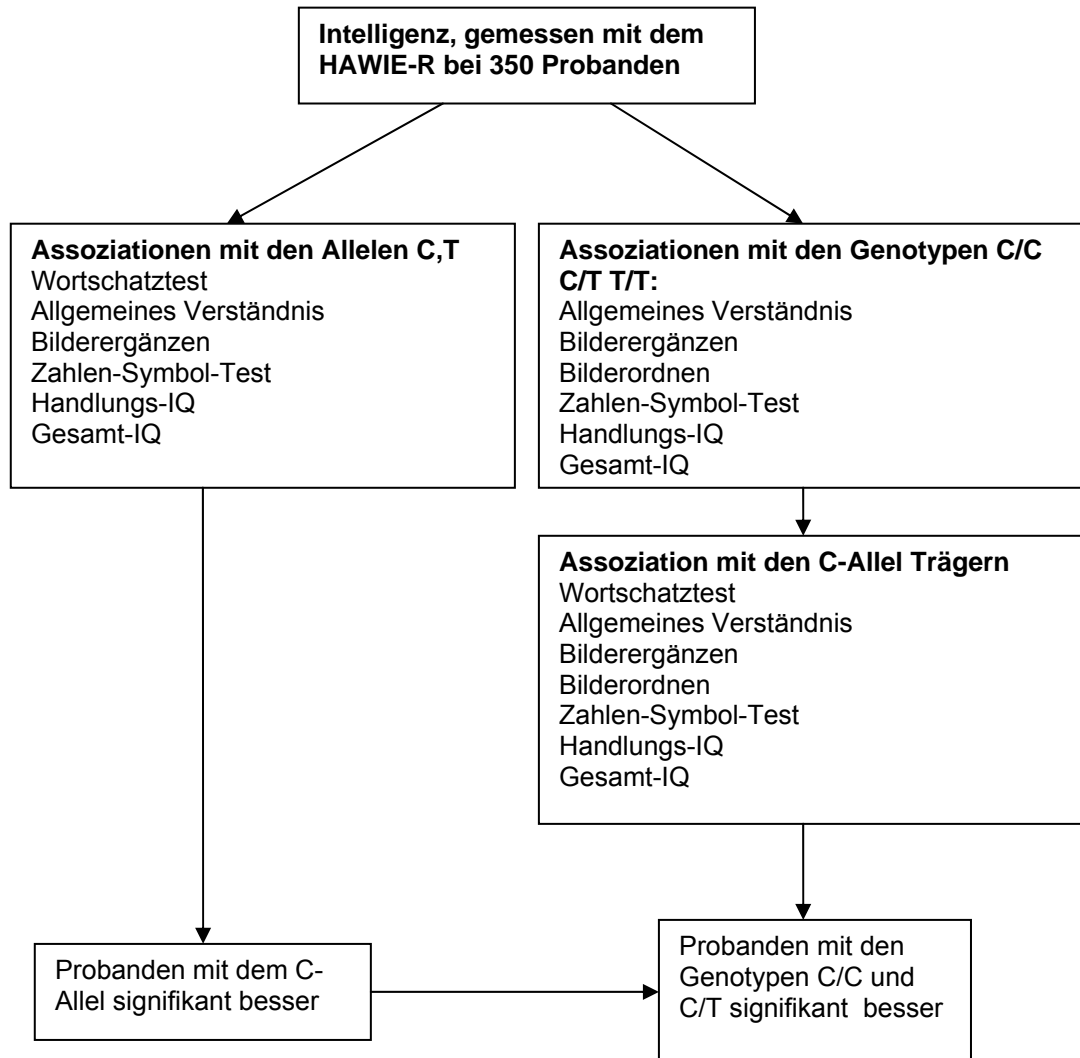 Intelligenz, gemessen mit dem
HAWIE-R bei 350 Probanden
Assoziationen mit den Allelen C,T
Wortschatztest
Allgemeines Verständnis
Bilderergänzen
Zahlen-Symbol-Test
Handlungs-IQ
Gesamt-IQ
Assoziationen mit den Genotypen C/C
C/T T/T:
Allgemeines Verständnis
Bilderergänzen
Bilderordnen
Zahlen-Symbol-Test
Handlungs-IQ
Gesamt-IQ
Assoziation mit den C-Allel Trägern
Wortschatztest
Allgemeines Verständnis
Bilderergänzen
Bilderordnen
Zahlen-Symbol-Test
Handlungs-IQ
Gesamt-IQ
Probanden mit dem C-
Allel signifikant besser
Probanden mit den
Genotypen C/C und
C/T signifikant  besser